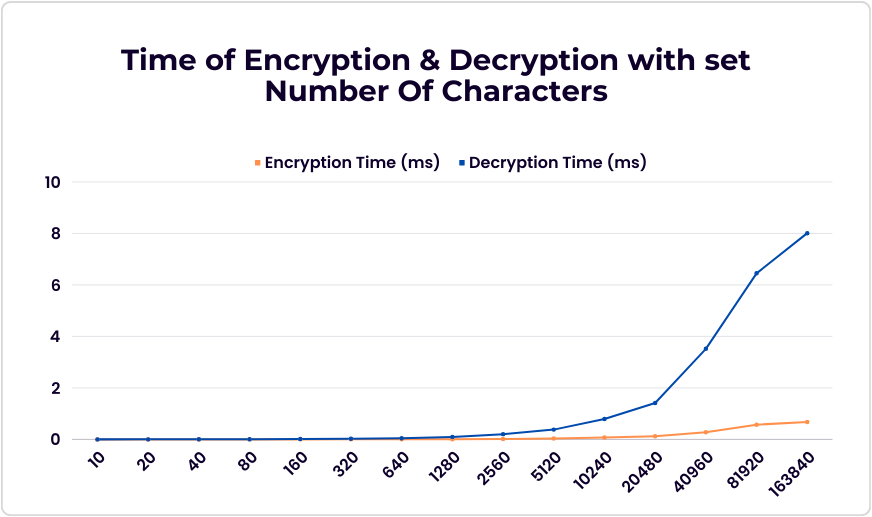 Time of Encryption & Decryption with set
Number Of Characters
Encryption Time (ms) Decryption Time (ms)
10
8
6
4
2
0
10 20 40 80 160 320 640 1280 2560 5120 10240 20480 40960 81920 163840